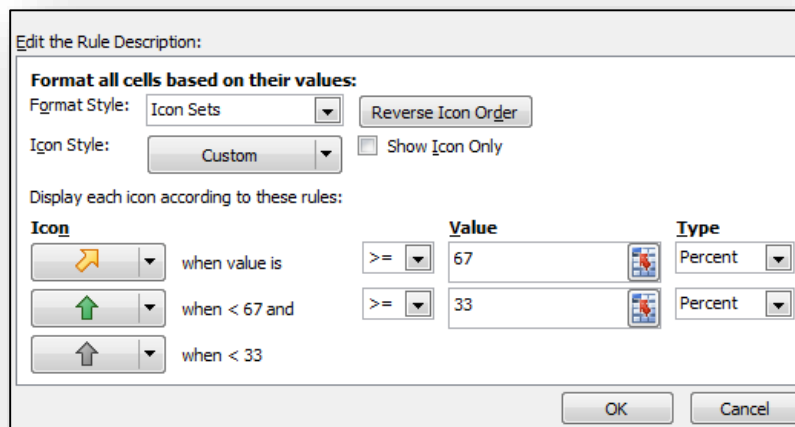 Edit the Rule Description:
Format all cells based on their values:
Format Style: Icon Sets Reverse Icon Order
Icon Style: Custom Show Icon Only
Display each icon according to these rules:
Icon Value Type
when value is >= 67 Percent
when < 67 and >= 33 Percent
when < 33
OK Cancel